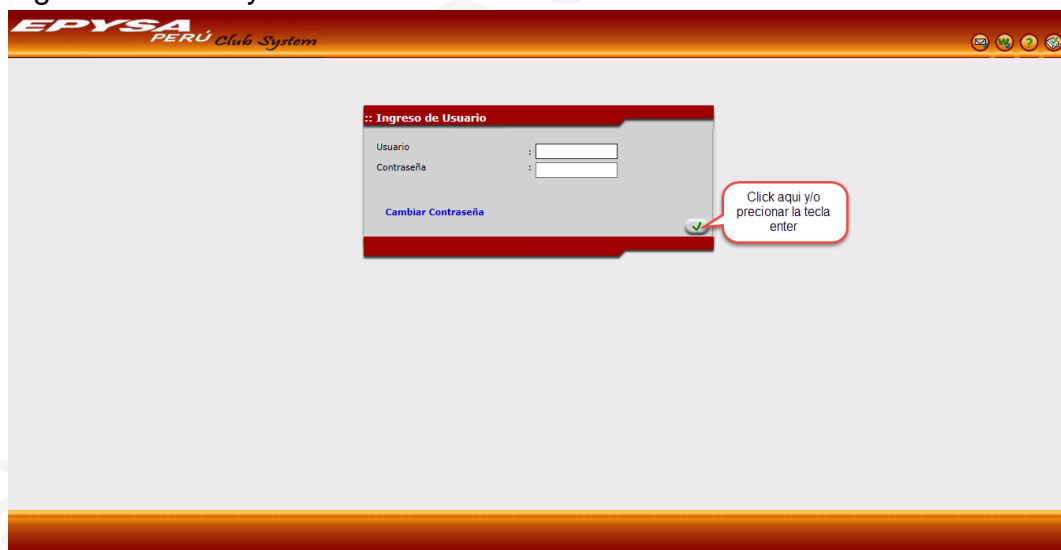 EPYSA
PERÚ Club System
:: Ingreso de Usuario
Usuario :
Contraseña :
Cambiar Contraseña
Click aqui y/o
precionar la tecla
enter